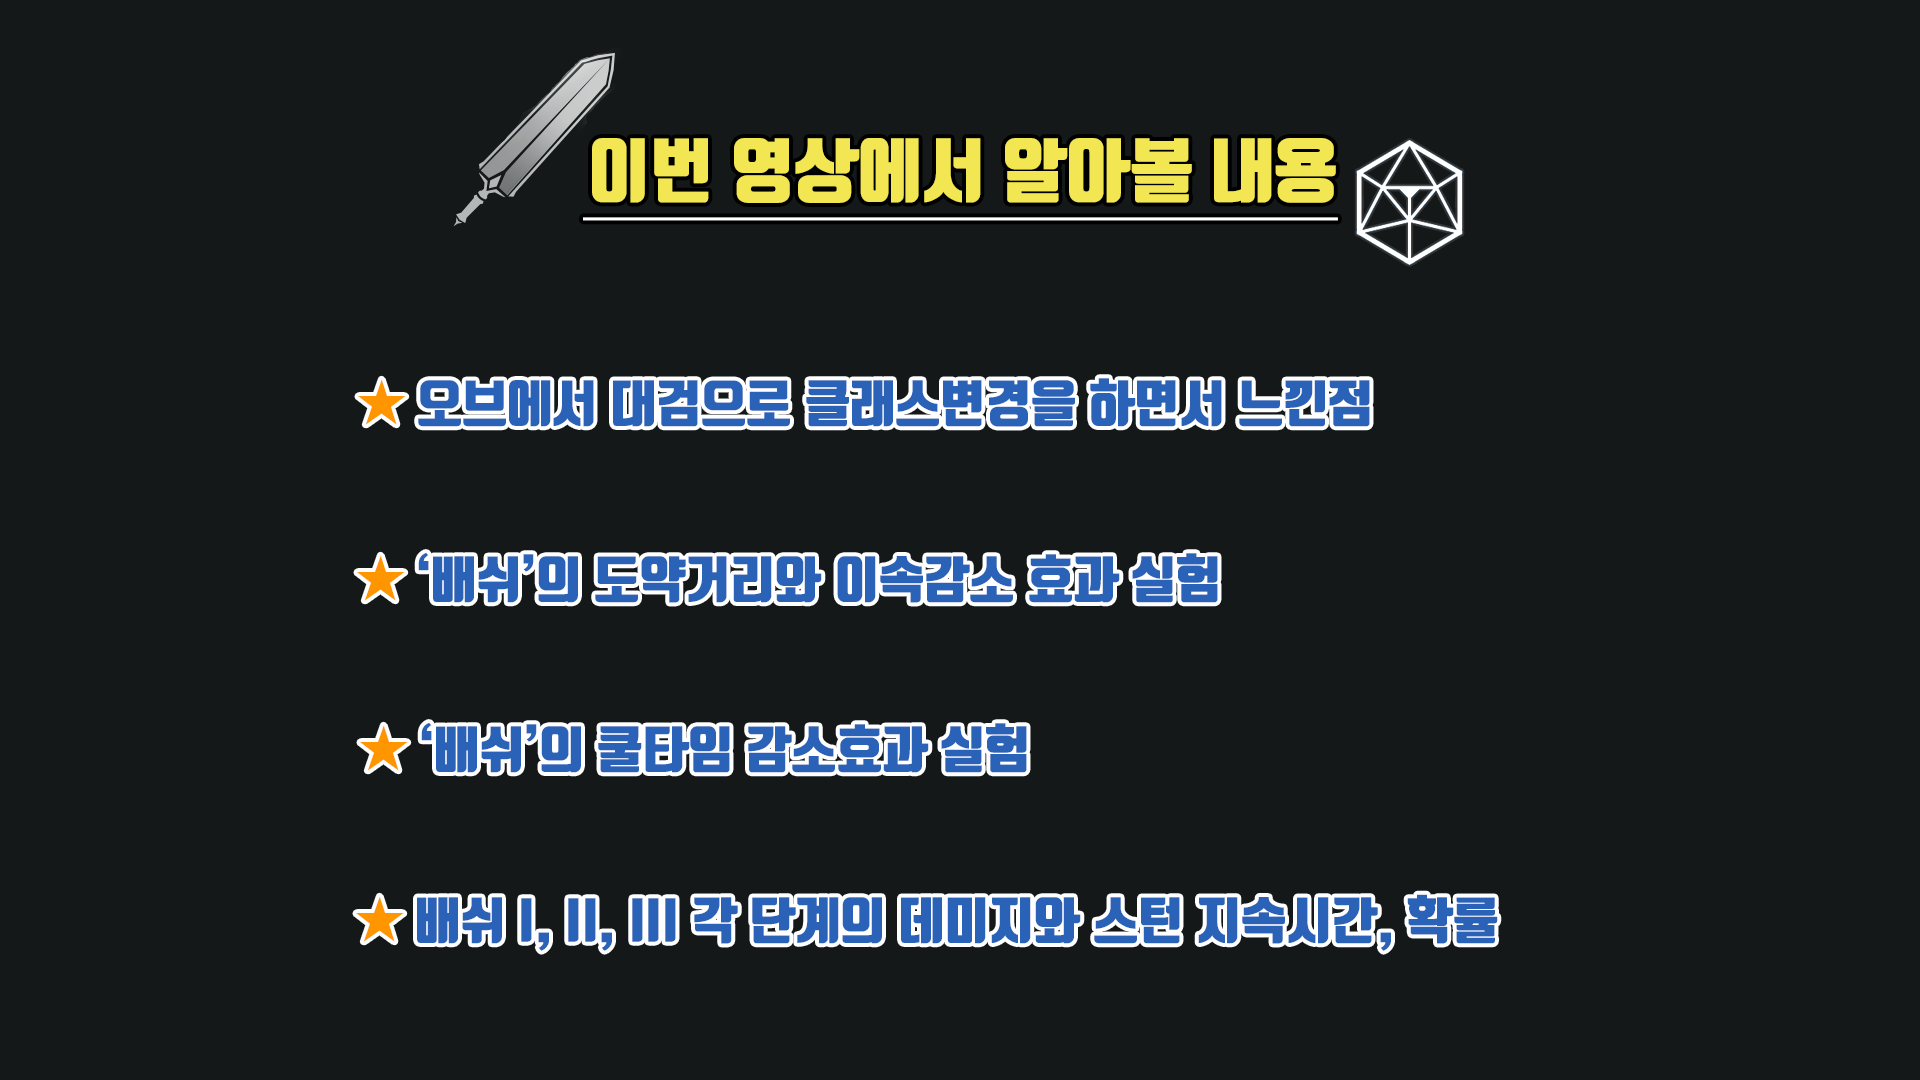 이번 영상에서 알아볼 내용
★ 오브에서 대검으로 클래스변경을 하면서 느낀점
★ ‘배쉬’의 도약거리와 이속감소 효과 실험
★ ‘배쉬’의 쿨타임 감소효과 실험
★ 배쉬 I, II, III 각 단계의 데미지와 스턴 지속시간, 확률